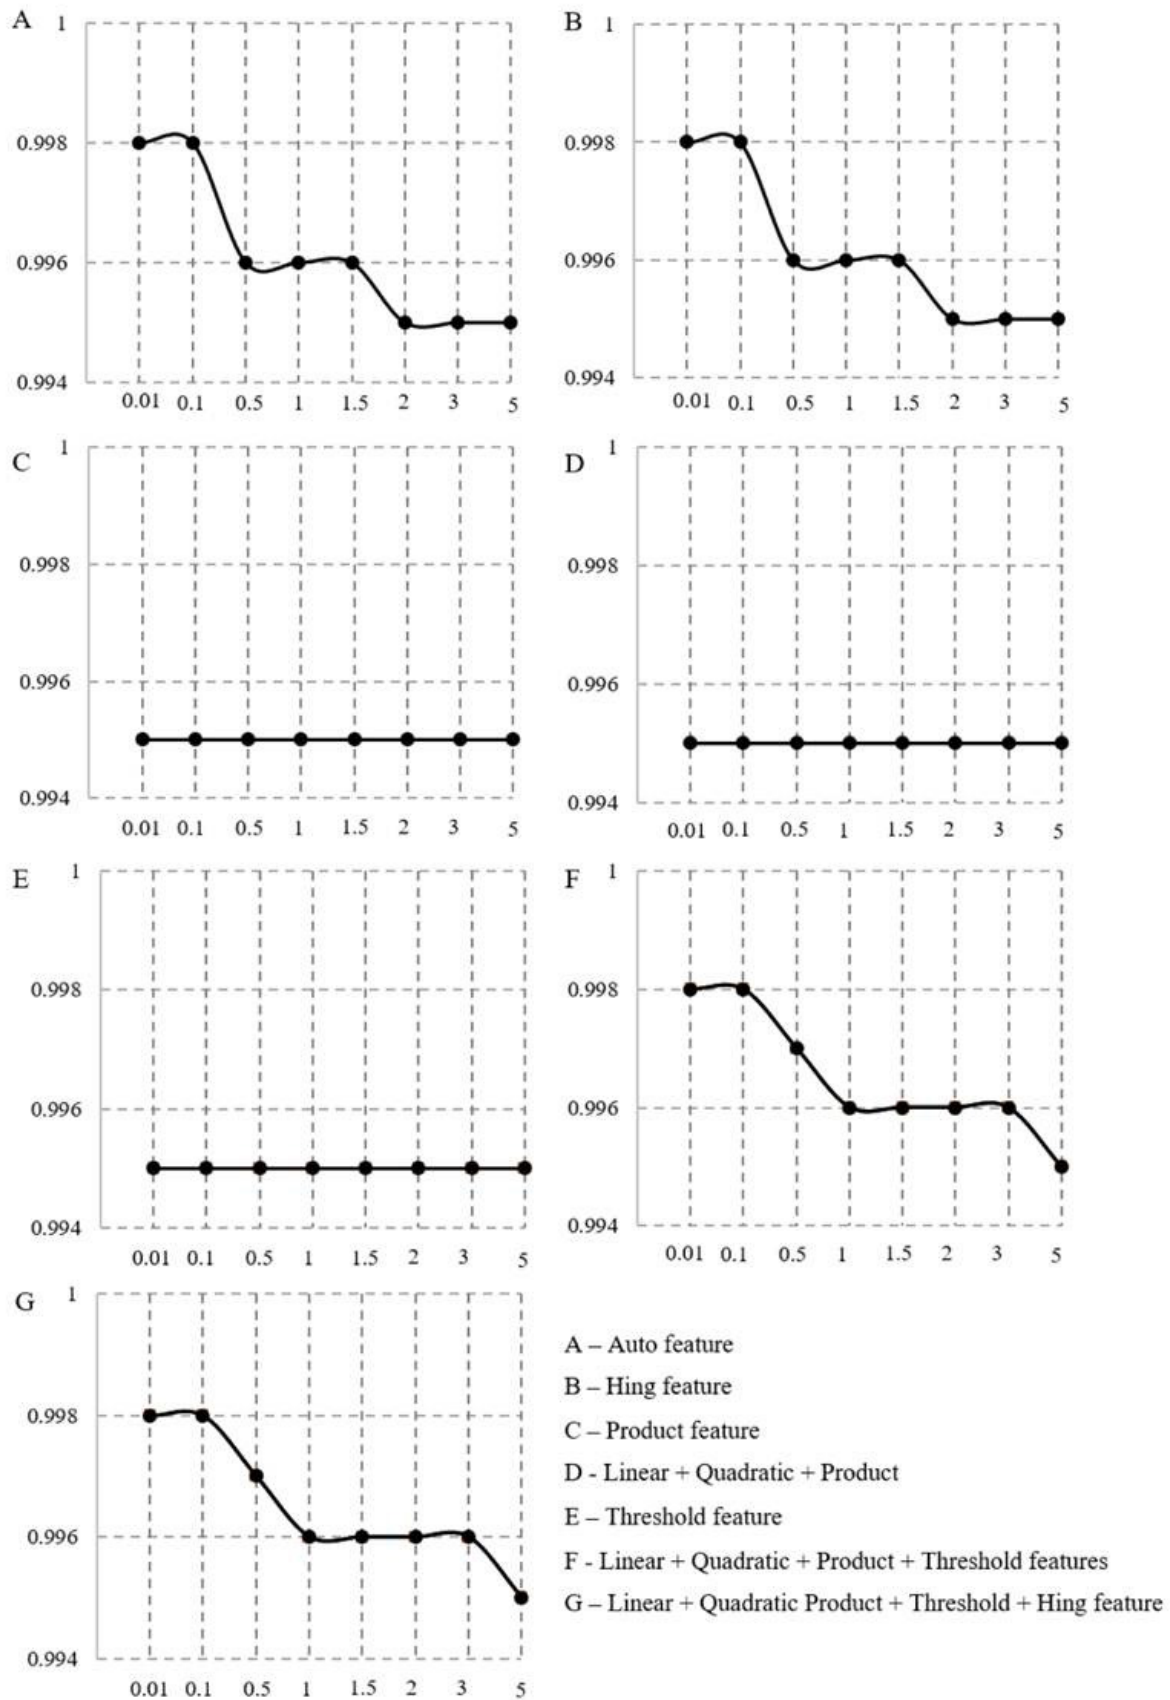 A
1
0.998
0.996
0.994
0.01 0.1 0.5 1 1.5 2 3 5
B
1
0.998
0.996
0.994
0.01 0.1 0.5 1 1.5 2 3 5
C
1
0.998
0.996
0.994
0.01 0.1 0.5 1 1.5 2 3 5
D
1
0.998
0.996
0.994
0.01 0.1 0.5 1 1.5 2 3 5
E
1
0.998
0.996
0.994
0.01 0.1 0.5 1 1.5 2 3 5
F
1
0.998
0.996
0.994
0.01 0.1 0.5 1 1.5 2 3 5
G
1
0.998
0.996
0.994
0.01 0.1 0.5 1 1.5 2 3 5
A – Auto feature
B – Hing feature
C – Product feature
D - Linear + Quadratic + Product
E – Threshold feature
F - Linear + Quadratic + Product + Threshold features
G – Linear + Quadratic Product + Threshold + Hing feature